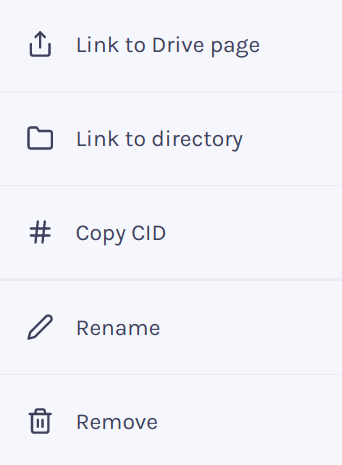 Link to Drive page
Link to directory
Copy CID
Rename
Remove